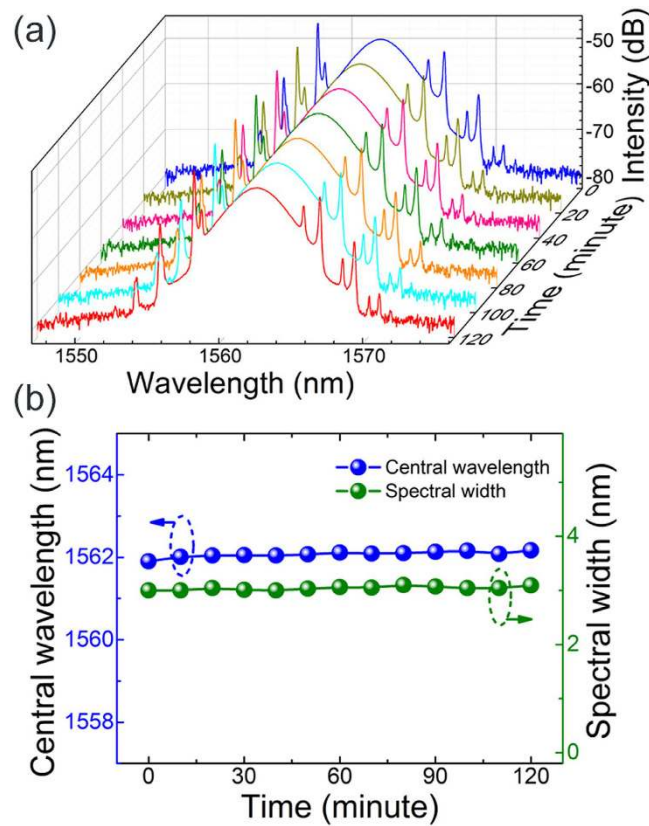 (a)
-50
-60
-70
-80
Intensity (dB)
0
20
40
60
80
100
120
Time (minute)
1550
1560
1570
Wavelength (nm)
(b)
1564
1562
1560
1558
Central wavelength (nm)
Central wavelength
Spectral width
4
2
0
Spectral width (nm)
0
30
60
90
120
Time (minute)